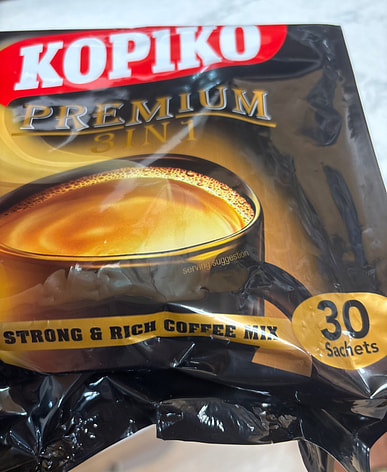 KOPIKO
PREMIUM
3IN1
serving suggestion
STRONG & RICH COFFEE MIX
30
Sachets